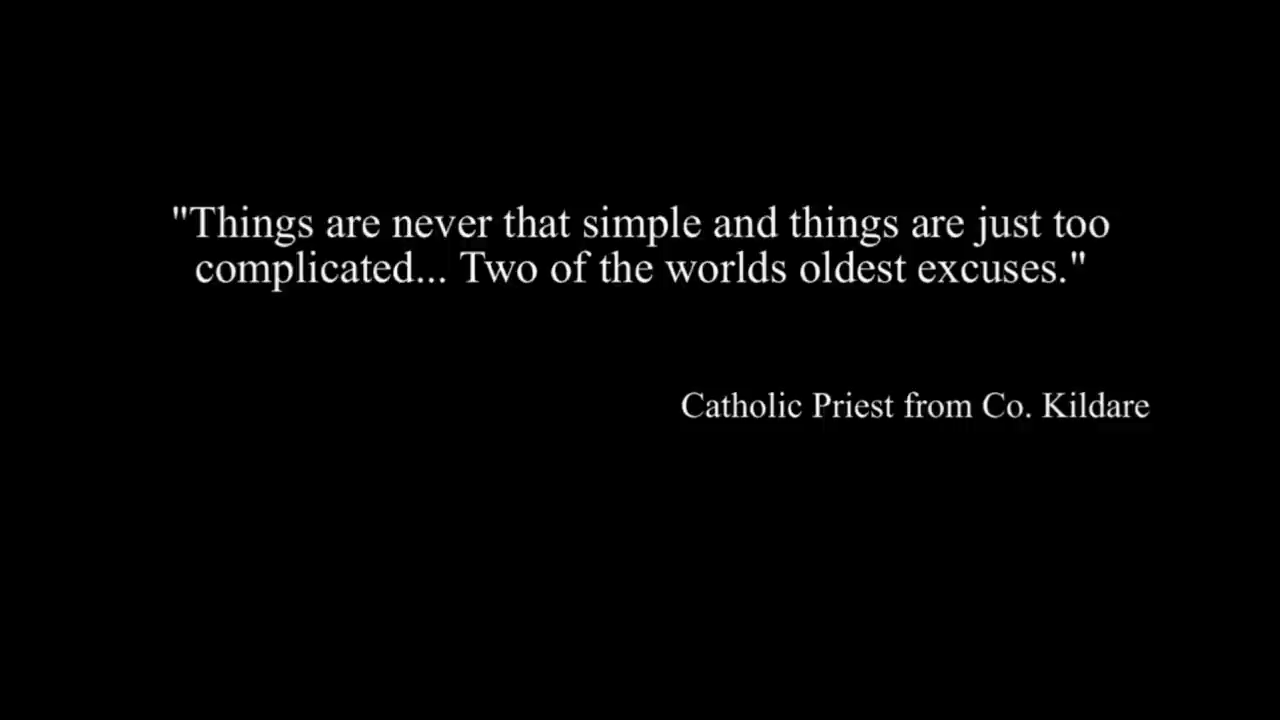 "Things are never that simple and things are just too
complicated... Two of the worlds oldest excuses."
Catholic Priest from Co. Kildare